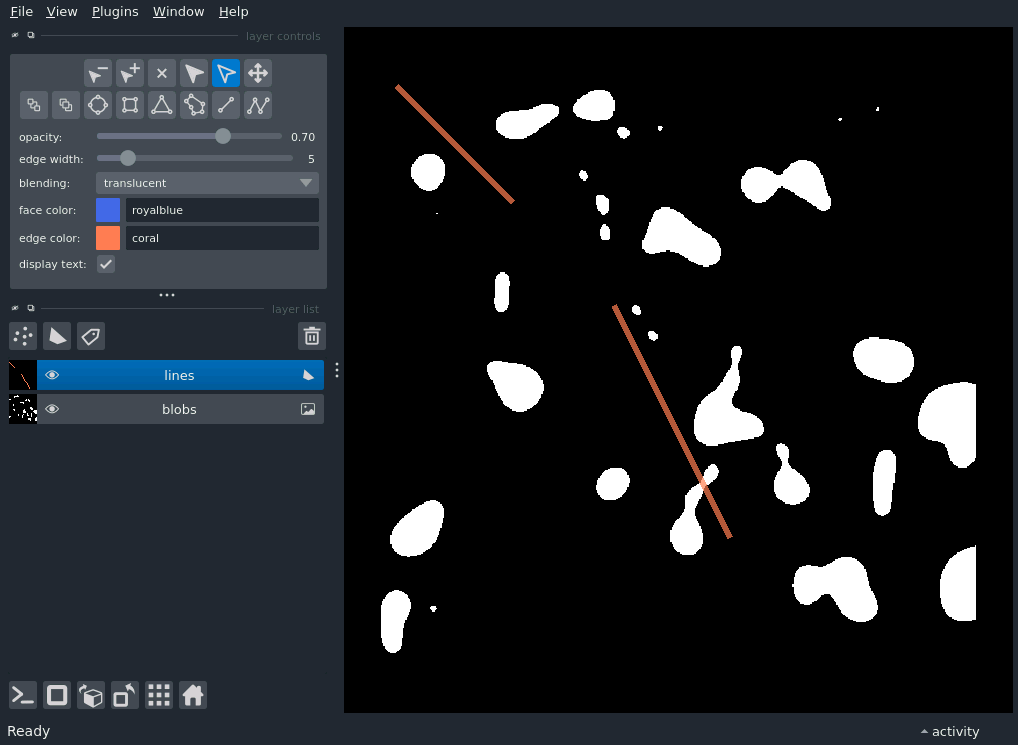 File View Plugins Window Help
layer controls
opacity: 0.70
edge width: 5
blending: translucent
face color: royalblue
edge color: coral
display text:
layer list
lines
blobs
Ready
activity